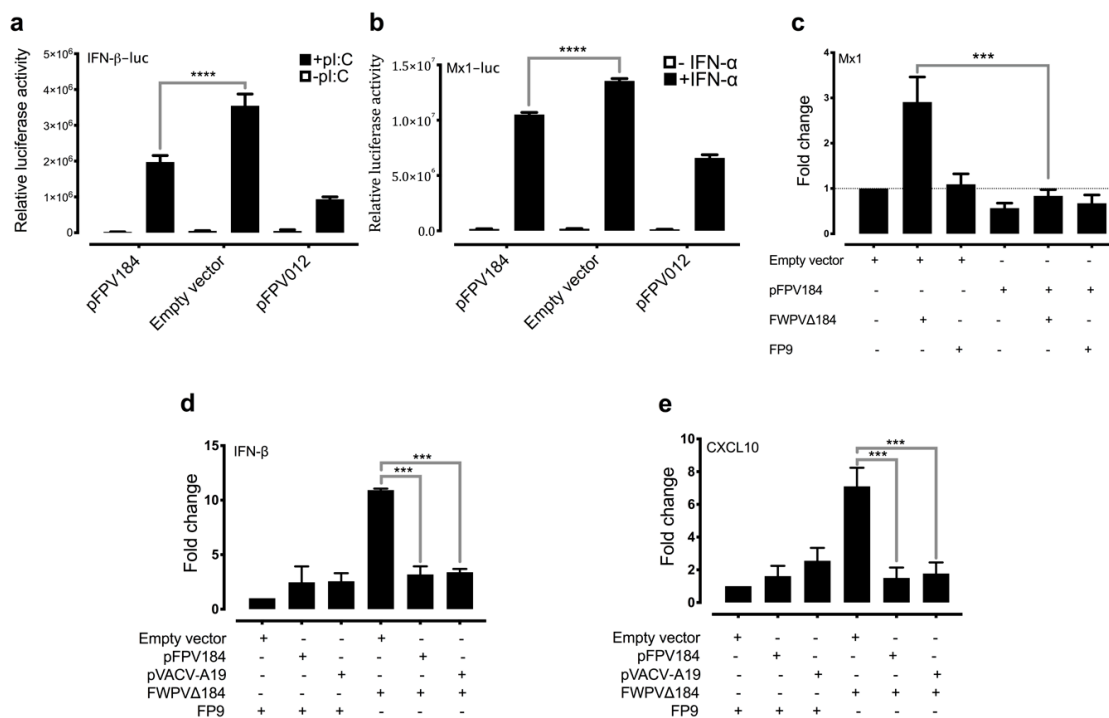 a
IFN-β–luc
+pI:C
-pI:C
****
Relative luciferase activity
5×10⁶
4×10⁶
3×10⁶
2×10⁶
1×10⁶
0
pFPV184
Empty vector
pFPV012
b
Mx1–luc
- IFN-α
+IFN-α
****
Relative luciferase activity
1.5×10⁷
1.0×10⁷
5.0×10⁶
0.0
pFPV184
Empty vector
pFPV012
c
Mx1
***
Fold change
4
3
2
1
0
Empty vector + + + - - -
pFPV184 - - - + + +
FWPVΔ184 - + - - + -
FP9 - - + - - +
d
IFN-β
***
***
Fold change
15
10
5
0
Empty vector + - - + - -
pFPV184 - + - - + -
pVACV-A19 - - + - - +
FWPVΔ184 - - - + + +
FP9 + + + - - -
e
CXCL10
***
***
Fold change
10
8
6
4
2
0
Empty vector + - - + - -
pFPV184 - + - - + -
pVACV-A19 - - + - - +
FWPVΔ184 - - - + + +
FP9 + + + - - -